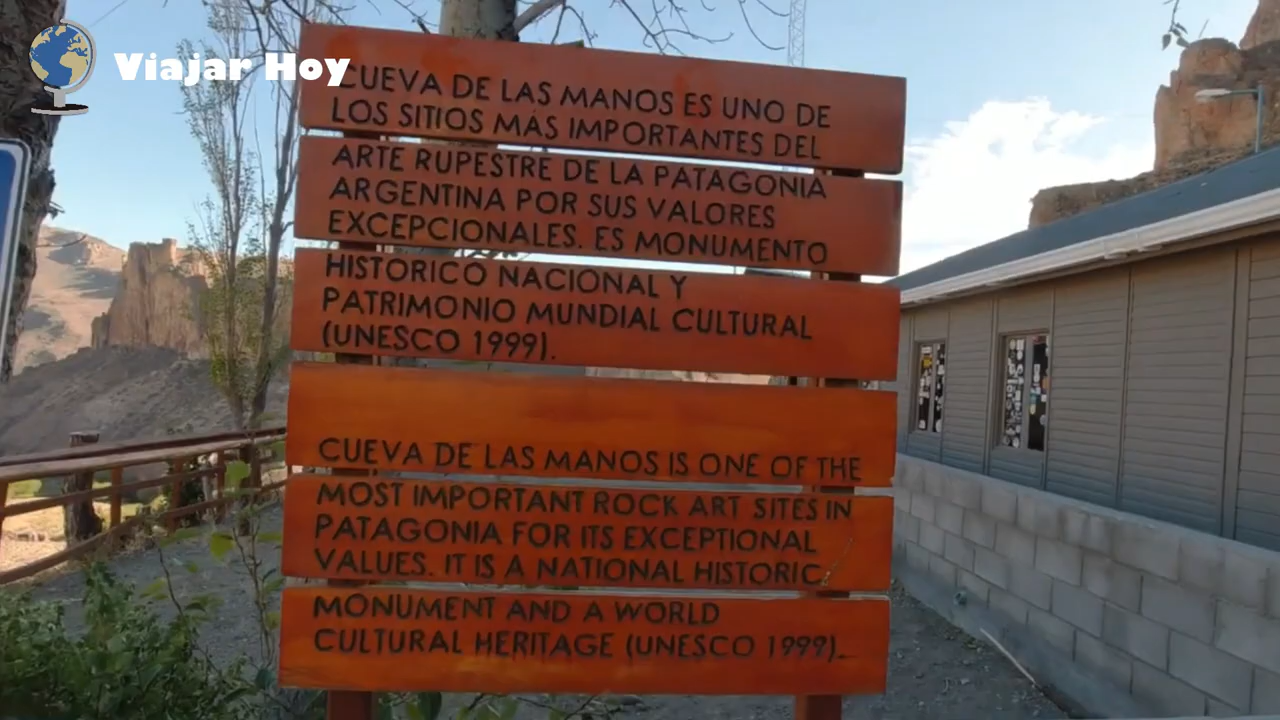 Viajar Hoy
CUEVA DE LAS MANOS ES UNO DE
LOS SITIOS MÁS IMPORTANTES DEL
ARTE RUPESTRE DE LA PATAGONIA
ARGENTINA POR SUS VALORES
EXCEPCIONALES. ES MONUMENTO
HISTORICO NACIONAL Y
PATRIMONIO MUNDIAL CULTURAL
(UNESCO 1999).
CUEVA DE LAS MANOS IS ONE OF THE
MOST IMPORTANT ROCK ART SITES IN
PATAGONIA FOR ITS EXCEPTIONAL
VALUES. IT IS A NATIONAL HISTORIC
MONUMENT AND A WORLD
CULTURAL HERITAGE (UNESCO 1999).